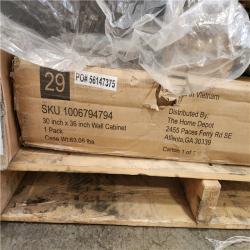 29
PO# 56147375
SKU 1006794794
30 inch x 36 inch Wall Cabinet
1 Pack
Case Wt:63.05 lbs
in Vietnam
Distributed By:
The Home Depot
2455 Paces Ferry Rd SE
Atlanta,GA 30339
Carton 1 of